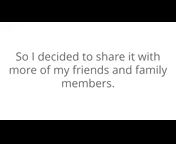 So I decided to share it with
more of my friends and family
members.